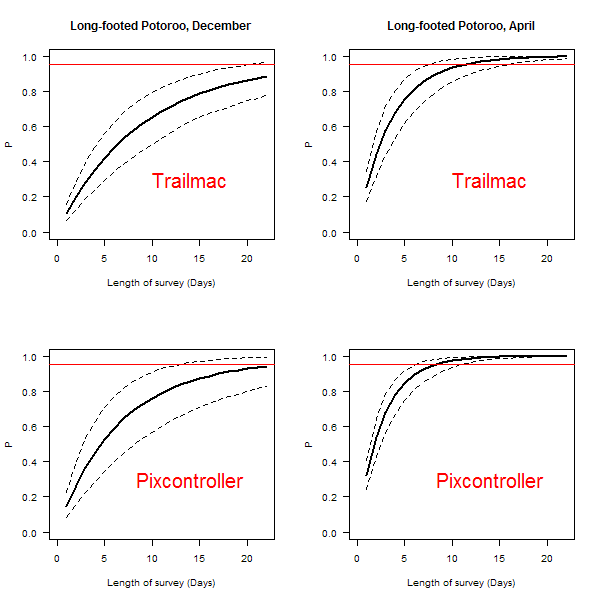 Long-footed Potoroo, December
1.0
0.8
0.6
0.4
0.2
0.0
P
Trailmac
0 5 10 15 20
Length of survey (Days)
Long-footed Potoroo, April
1.0
0.8
0.6
0.4
0.2
0.0
P
Trailmac
0 5 10 15 20
Length of survey (Days)
1.0
0.8
0.6
0.4
0.2
0.0
P
Pixcontroller
0 5 10 15 20
Length of survey (Days)
1.0
0.8
0.6
0.4
0.2
0.0
P
Pixcontroller
0 5 10 15 20
Length of survey (Days)